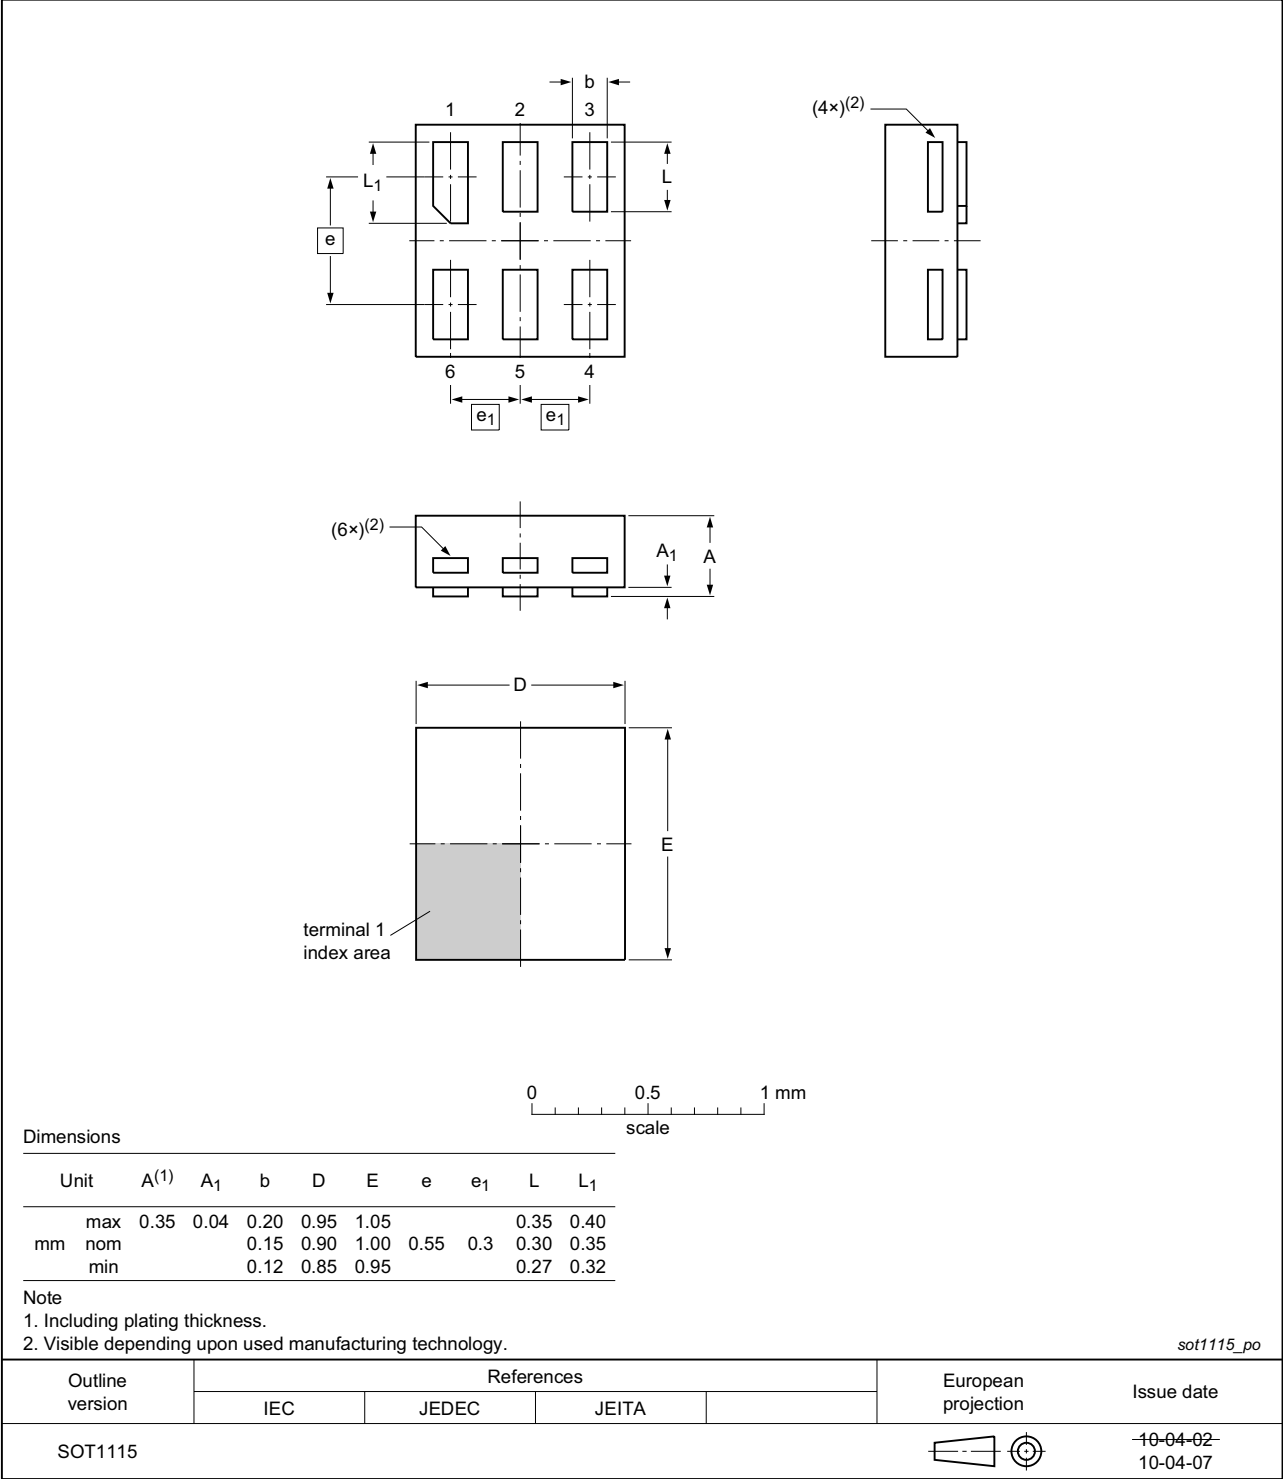 b
1 2 3
(4×)(2)
L1
L
e
6 5 4
e1 e1
(6×)(2)
A1
A
D
E
terminal 1
index area
0 0.5 1 mm
scale
Dimensions
Unit A(1) A1 b D E e e1 L L1
max 0.35 0.04 0.20 0.95 1.05 0.35 0.40
mm nom 0.15 0.90 1.00 0.55 0.3 0.30 0.35
min 0.12 0.85 0.95 0.27 0.32
Note
1. Including plating thickness.
2. Visible depending upon used manufacturing technology.
sot1115_po
Outline
version
References
IEC JEDEC JEITA
European
projection
Issue date
SOT1115
10-04-02
10-04-07